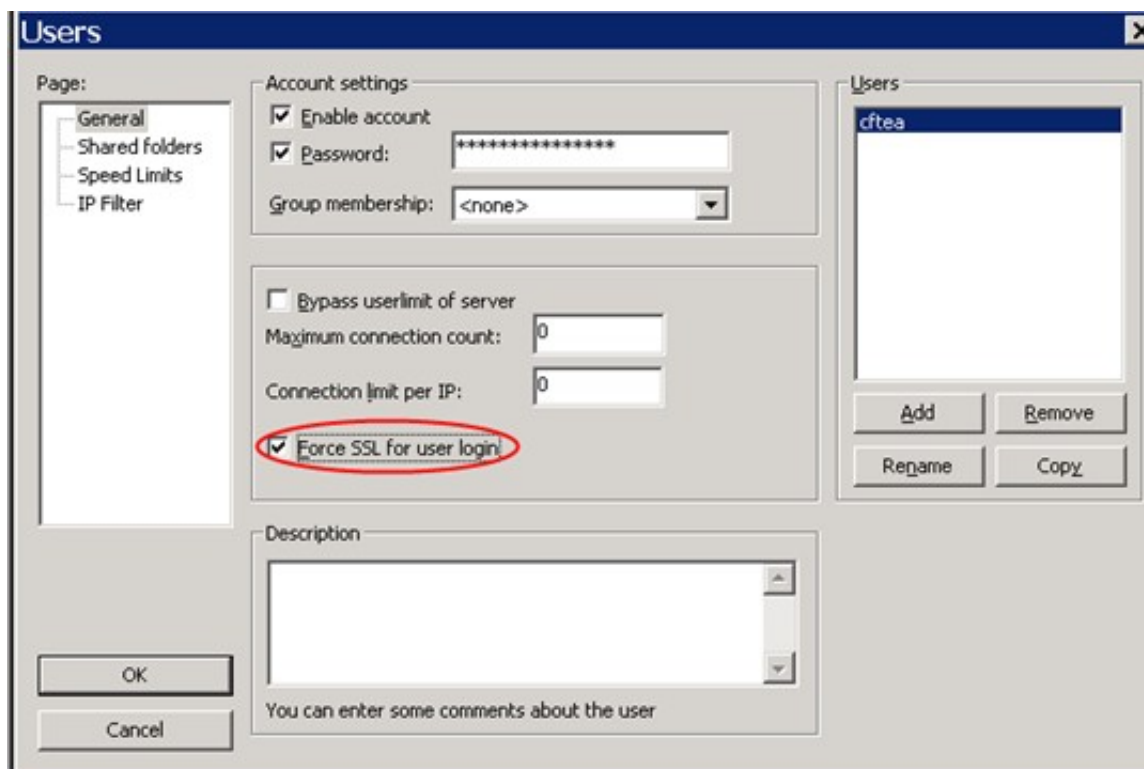 Users
Page:
General
Shared folders
Speed Limits
IP Filter
Account settings
Enable account
Password:
***************
Group membership:
<none>
Bypass userlimit of server
Maximum connection count:
0
Connection limit per IP:
0
Force SSL for user login
Description
You can enter some comments about the user
Users
cftea
Add
Remove
Rename
Copy
OK
Cancel